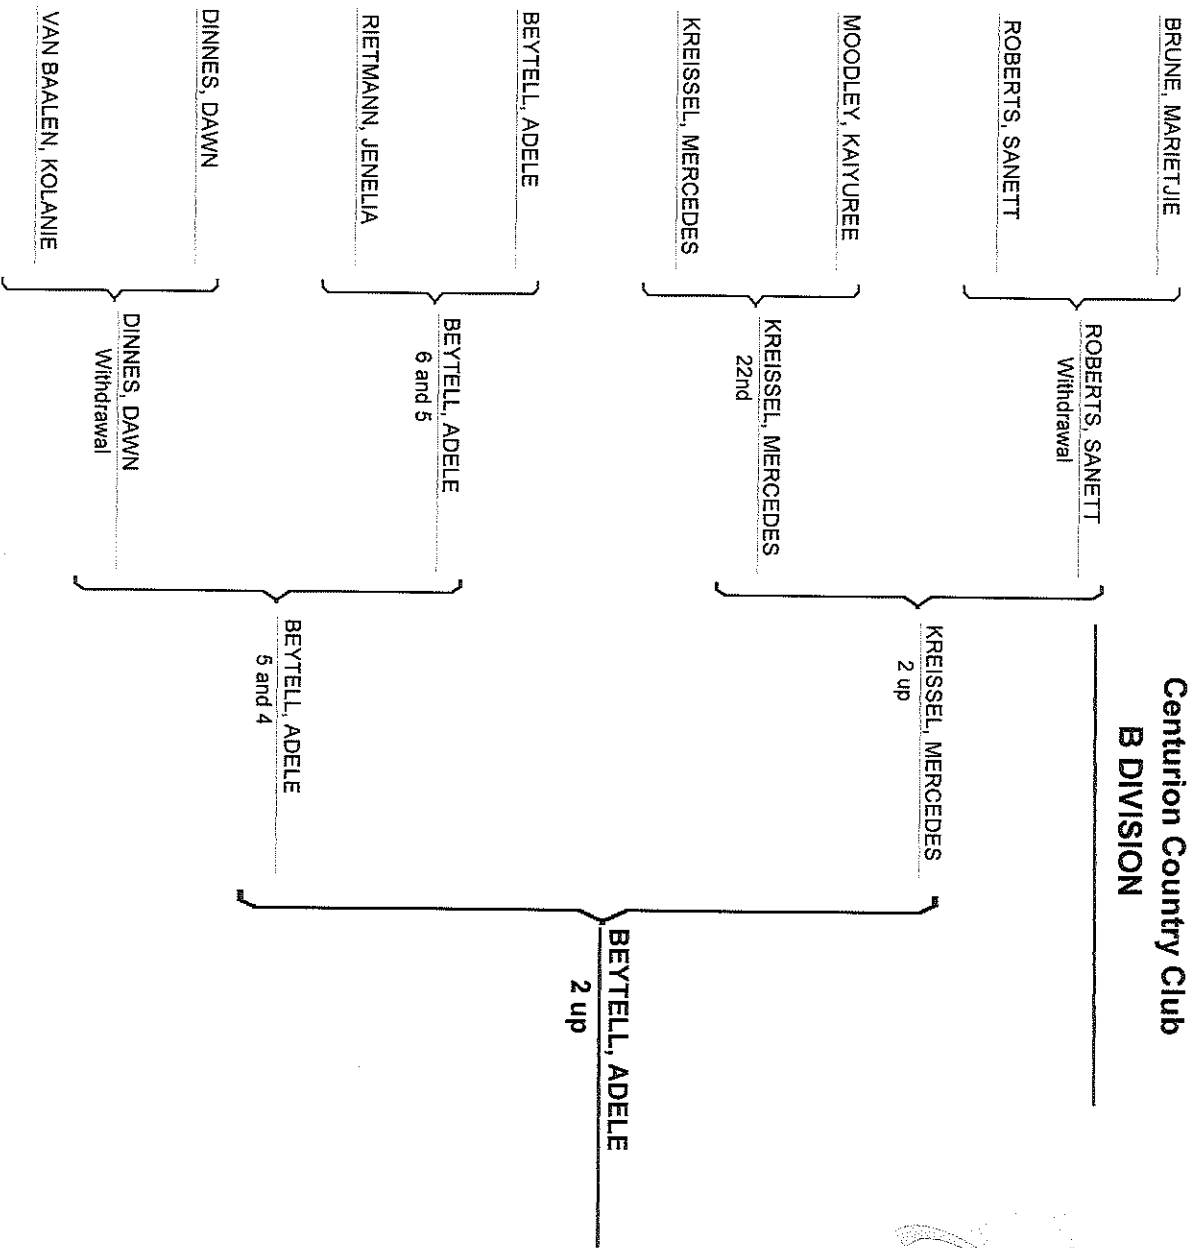 Centurion Country Club
B DIVISION
BRUNE, MARIETJIE
ROBERTS, SANETT
MOODLEY, KAIYUREE
KREISSEL, MERCEDES
BEYTELL, ADELE
RIETMANN, JENELIA
DINNES, DAWN
VAN BAALEN, KOLANIE
ROBERTS, SANETT
Withdrawal
KREISSEL, MERCEDES
22nd
BEYTELL, ADELE
6 and 5
DINNES, DAWN
Withdrawal
KREISSEL, MERCEDES
2 up
BEYTELL, ADELE
5 and 4
BEYTELL, ADELE
2 up